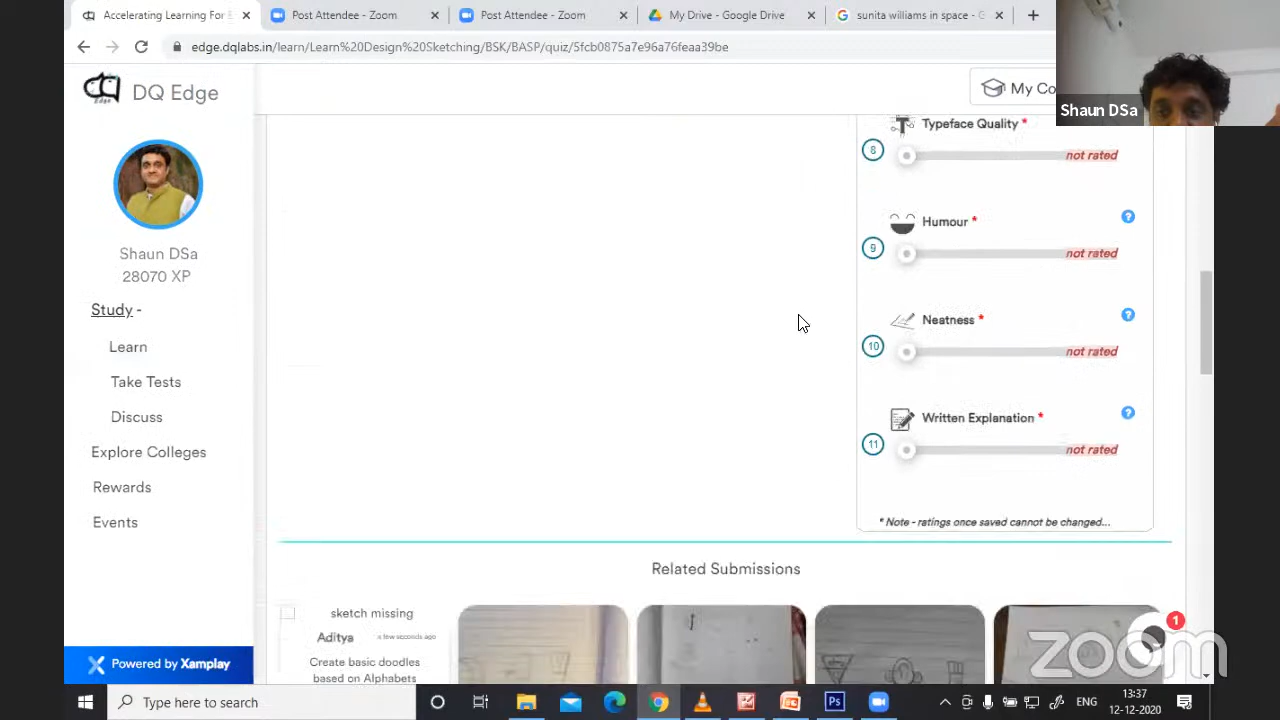 Accelerating Learning For
Post Attendee - Zoom
Post Attendee - Zoom
My Drive - Google Drive
sunita williams in space - G
edge.dqlabs.in/learn/Learn%20Design%20Sketching/BSK/BASP/quiz/5fcb0875a7e96a76feaa39be
Shaun DSa
DQ Edge
My Co
Shaun DSa
28070 XP
Study -
Learn
Take Tests
Discuss
Explore Colleges
Rewards
Events
Powered by Xamplay
Typeface Quality *
8
not rated
Humour *
9
not rated
Neatness *
10
not rated
Written Explanation *
11
not rated
* Note - ratings once saved cannot be changed...
Related Submissions
sketch missing
Aditya
a few seconds ago
Create basic doodles
based on Alphabets
1
zoom
Type here to search
ENG
13:37
12-12-2020